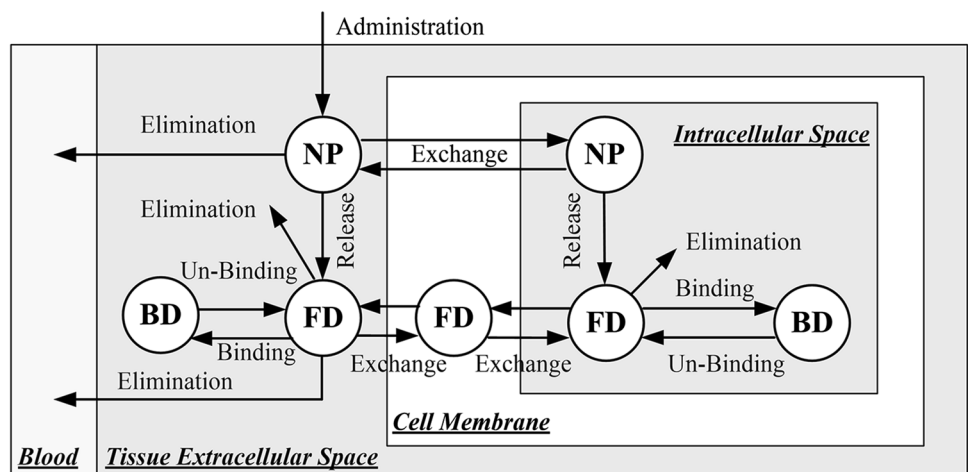 Administration
Elimination
NP
Exchange
NP
Intracellular Space
Elimination
Release
Release
Elimination
Un-Binding
Binding
BD
FD
FD
FD
BD
Binding
Exchange
Exchange
Un-Binding
Elimination
Cell Membrane
Blood
Tissue Extracellular Space